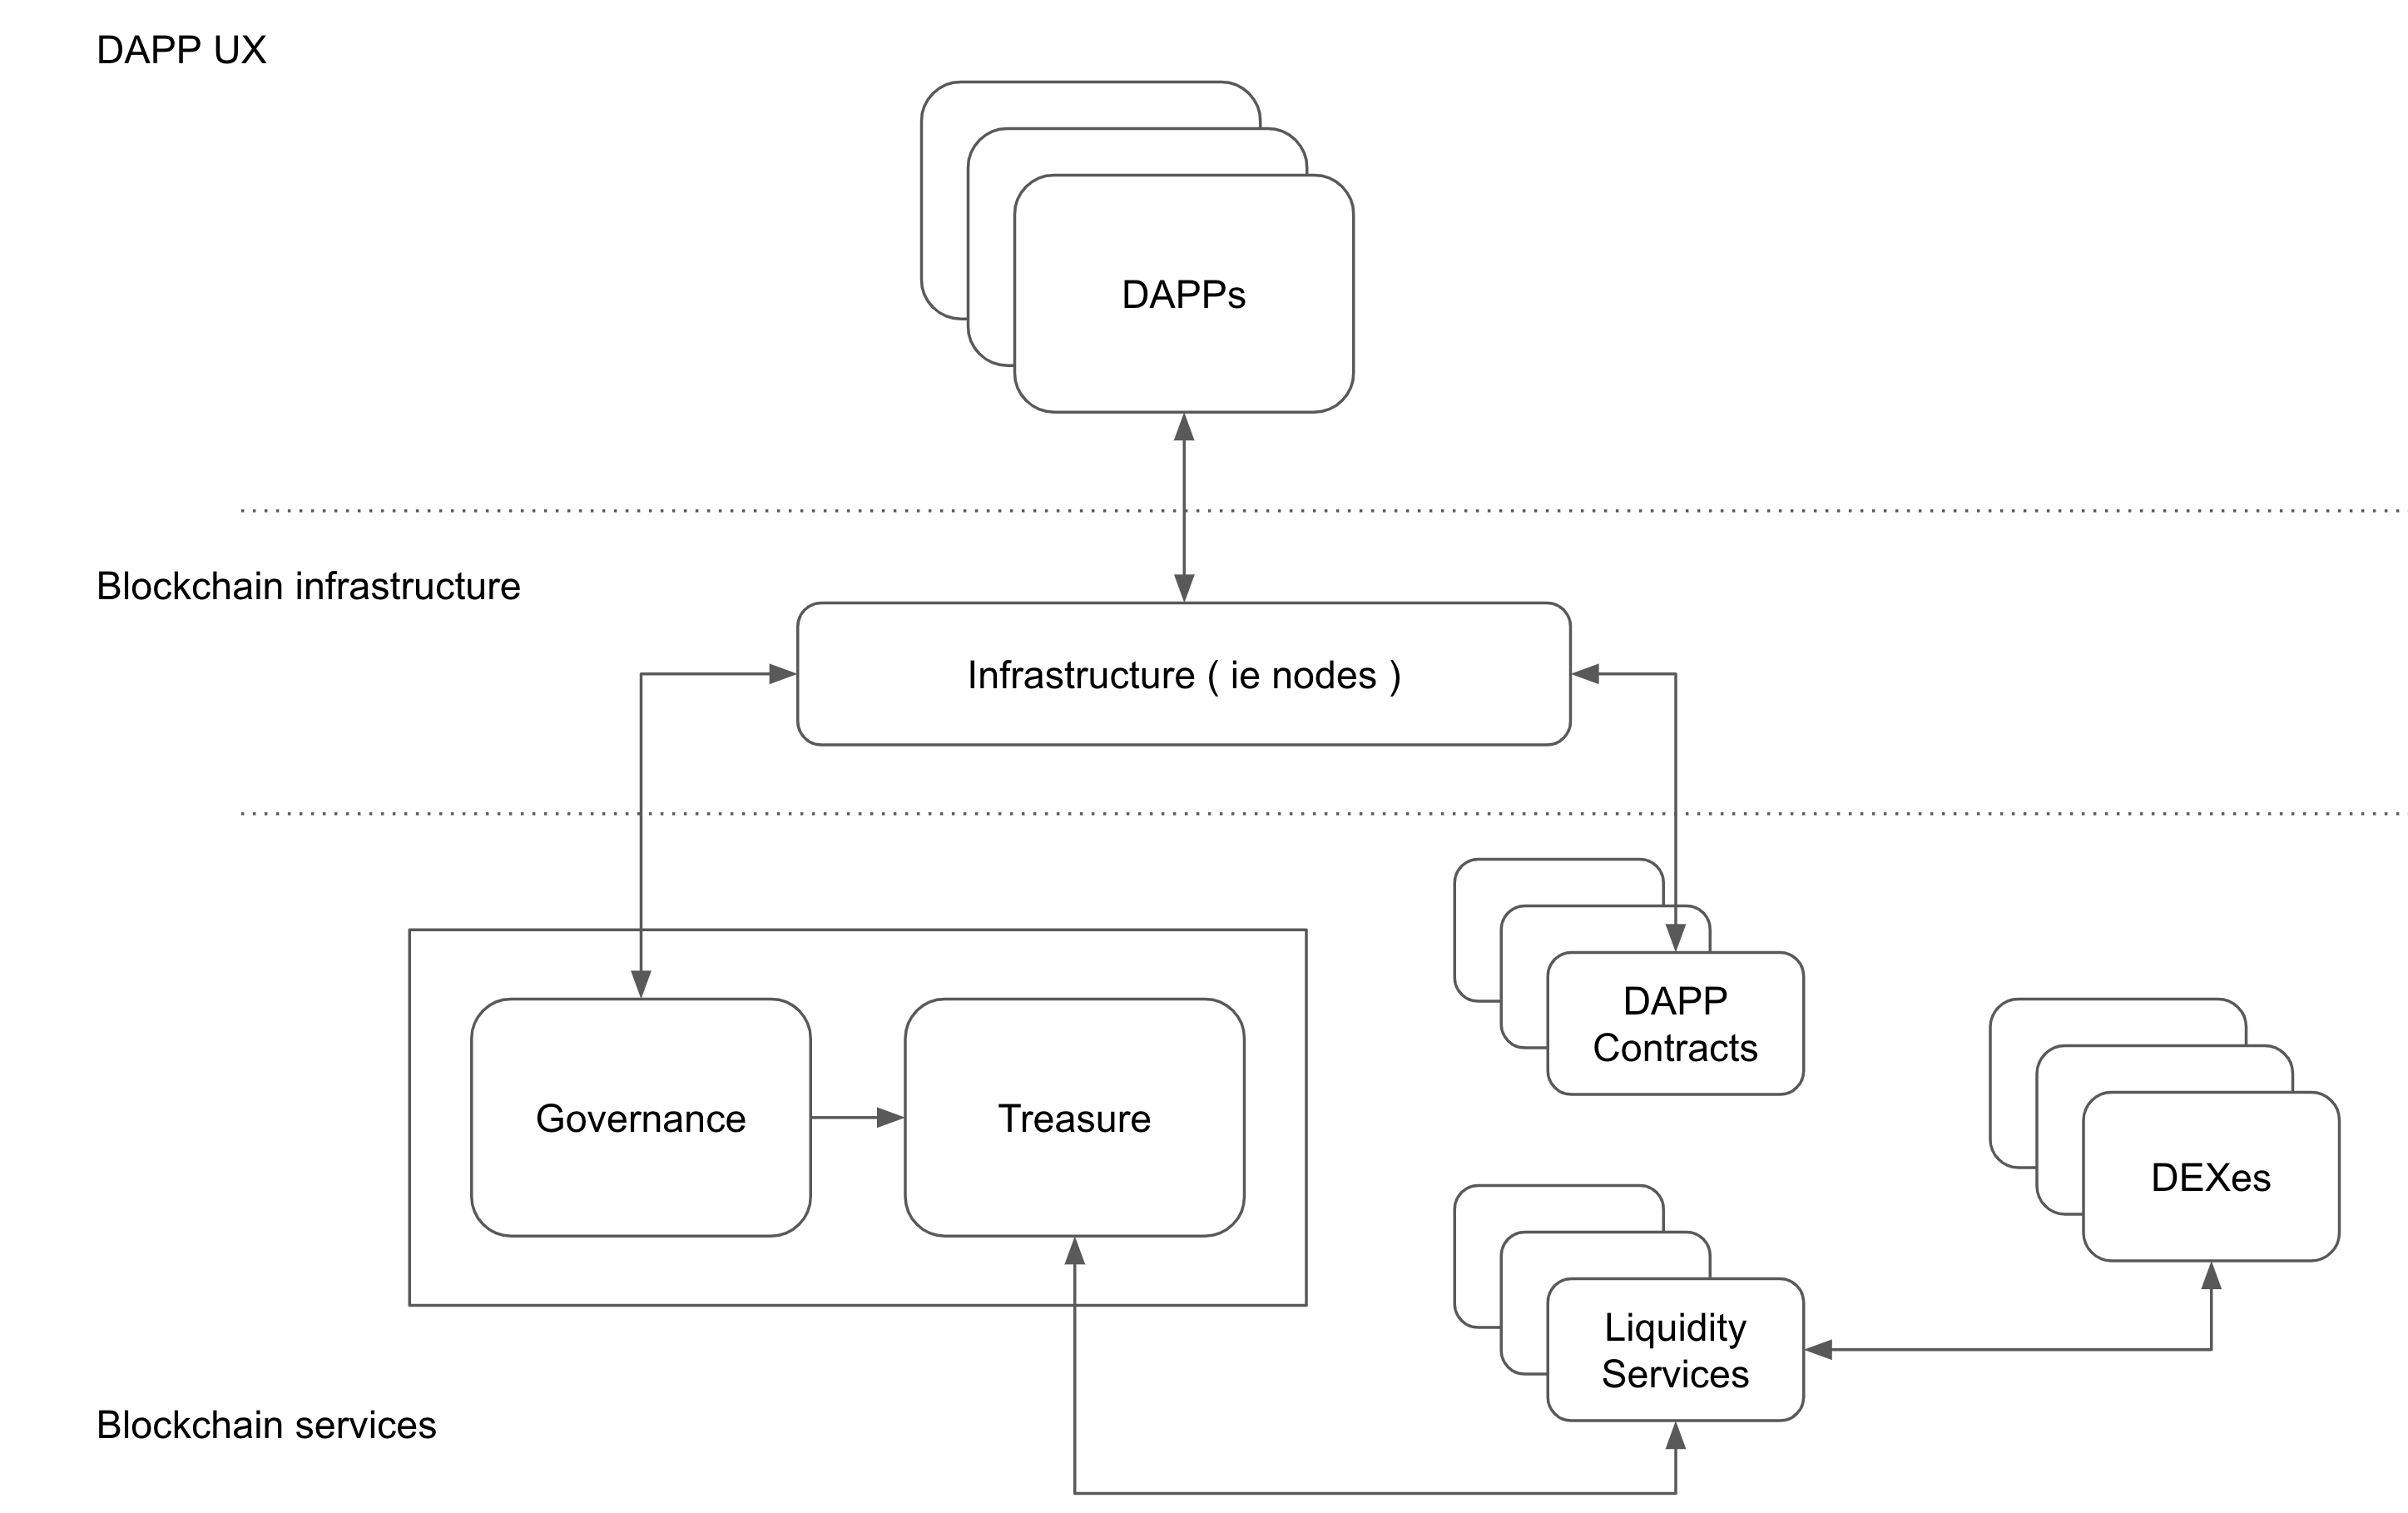 DAPP UX
DAPPs
Blockchain infrastructure
Infrastructure ( ie nodes )
DAPP
Contracts
Governance
Treasure
DEXes
Liquidity
Services
Blockchain services